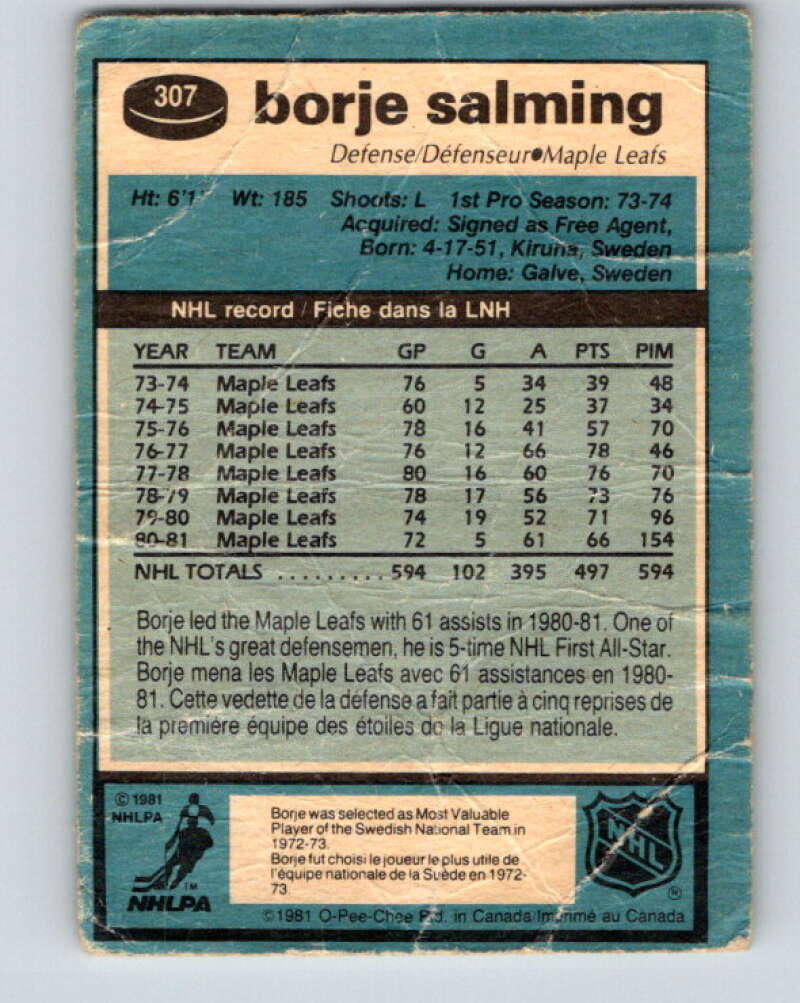 307
borje salming
Defense/Défenseur●Maple Leafs
Ht: 6'1" Wt: 185 Shoots: L 1st Pro Season: 73-74
Acquired: Signed as Free Agent,
Born: 4-17-51, Kiruna, Sweden
Home: Galve, Sweden
NHL record / Fiche dans la LNH
YEAR TEAM GP G A PTS PIM
73-74 Maple Leafs 76 5 34 39 48
74-75 Maple Leafs 60 12 25 37 34
75-76 Maple Leafs 78 16 41 57 70
76-77 Maple Leafs 76 12 66 78 46
77-78 Maple Leafs 80 16 60 76 70
78-79 Maple Leafs 78 17 56 73 76
79-80 Maple Leafs 74 19 52 71 96
80-81 Maple Leafs 72 5 61 66 154
NHL TOTALS .......... 594 102 395 497 594
Borje led the Maple Leafs with 61 assists in 1980-81. One of
the NHL's great defensemen, he is 5-time NHL First All-Star.
Borje mena les Maple Leafs avec 61 assistances en 1980-
81. Cette vedette de la défense a fait partie à cinq reprises de
la première équipe des étoiles de la Ligue nationale.
© 1981
NHLPA
TM
NHLPA
Borje was selected as Most Valuable
Player of the Swedish National Team in
1972-73.
Borje fut choisi le joueur le plus utile de
l'équipe nationale de la Suède en 1972-
73.
NHL
®
© 1981 O-Pee-Chee Ptd. in Canada/Imprimé au Canada